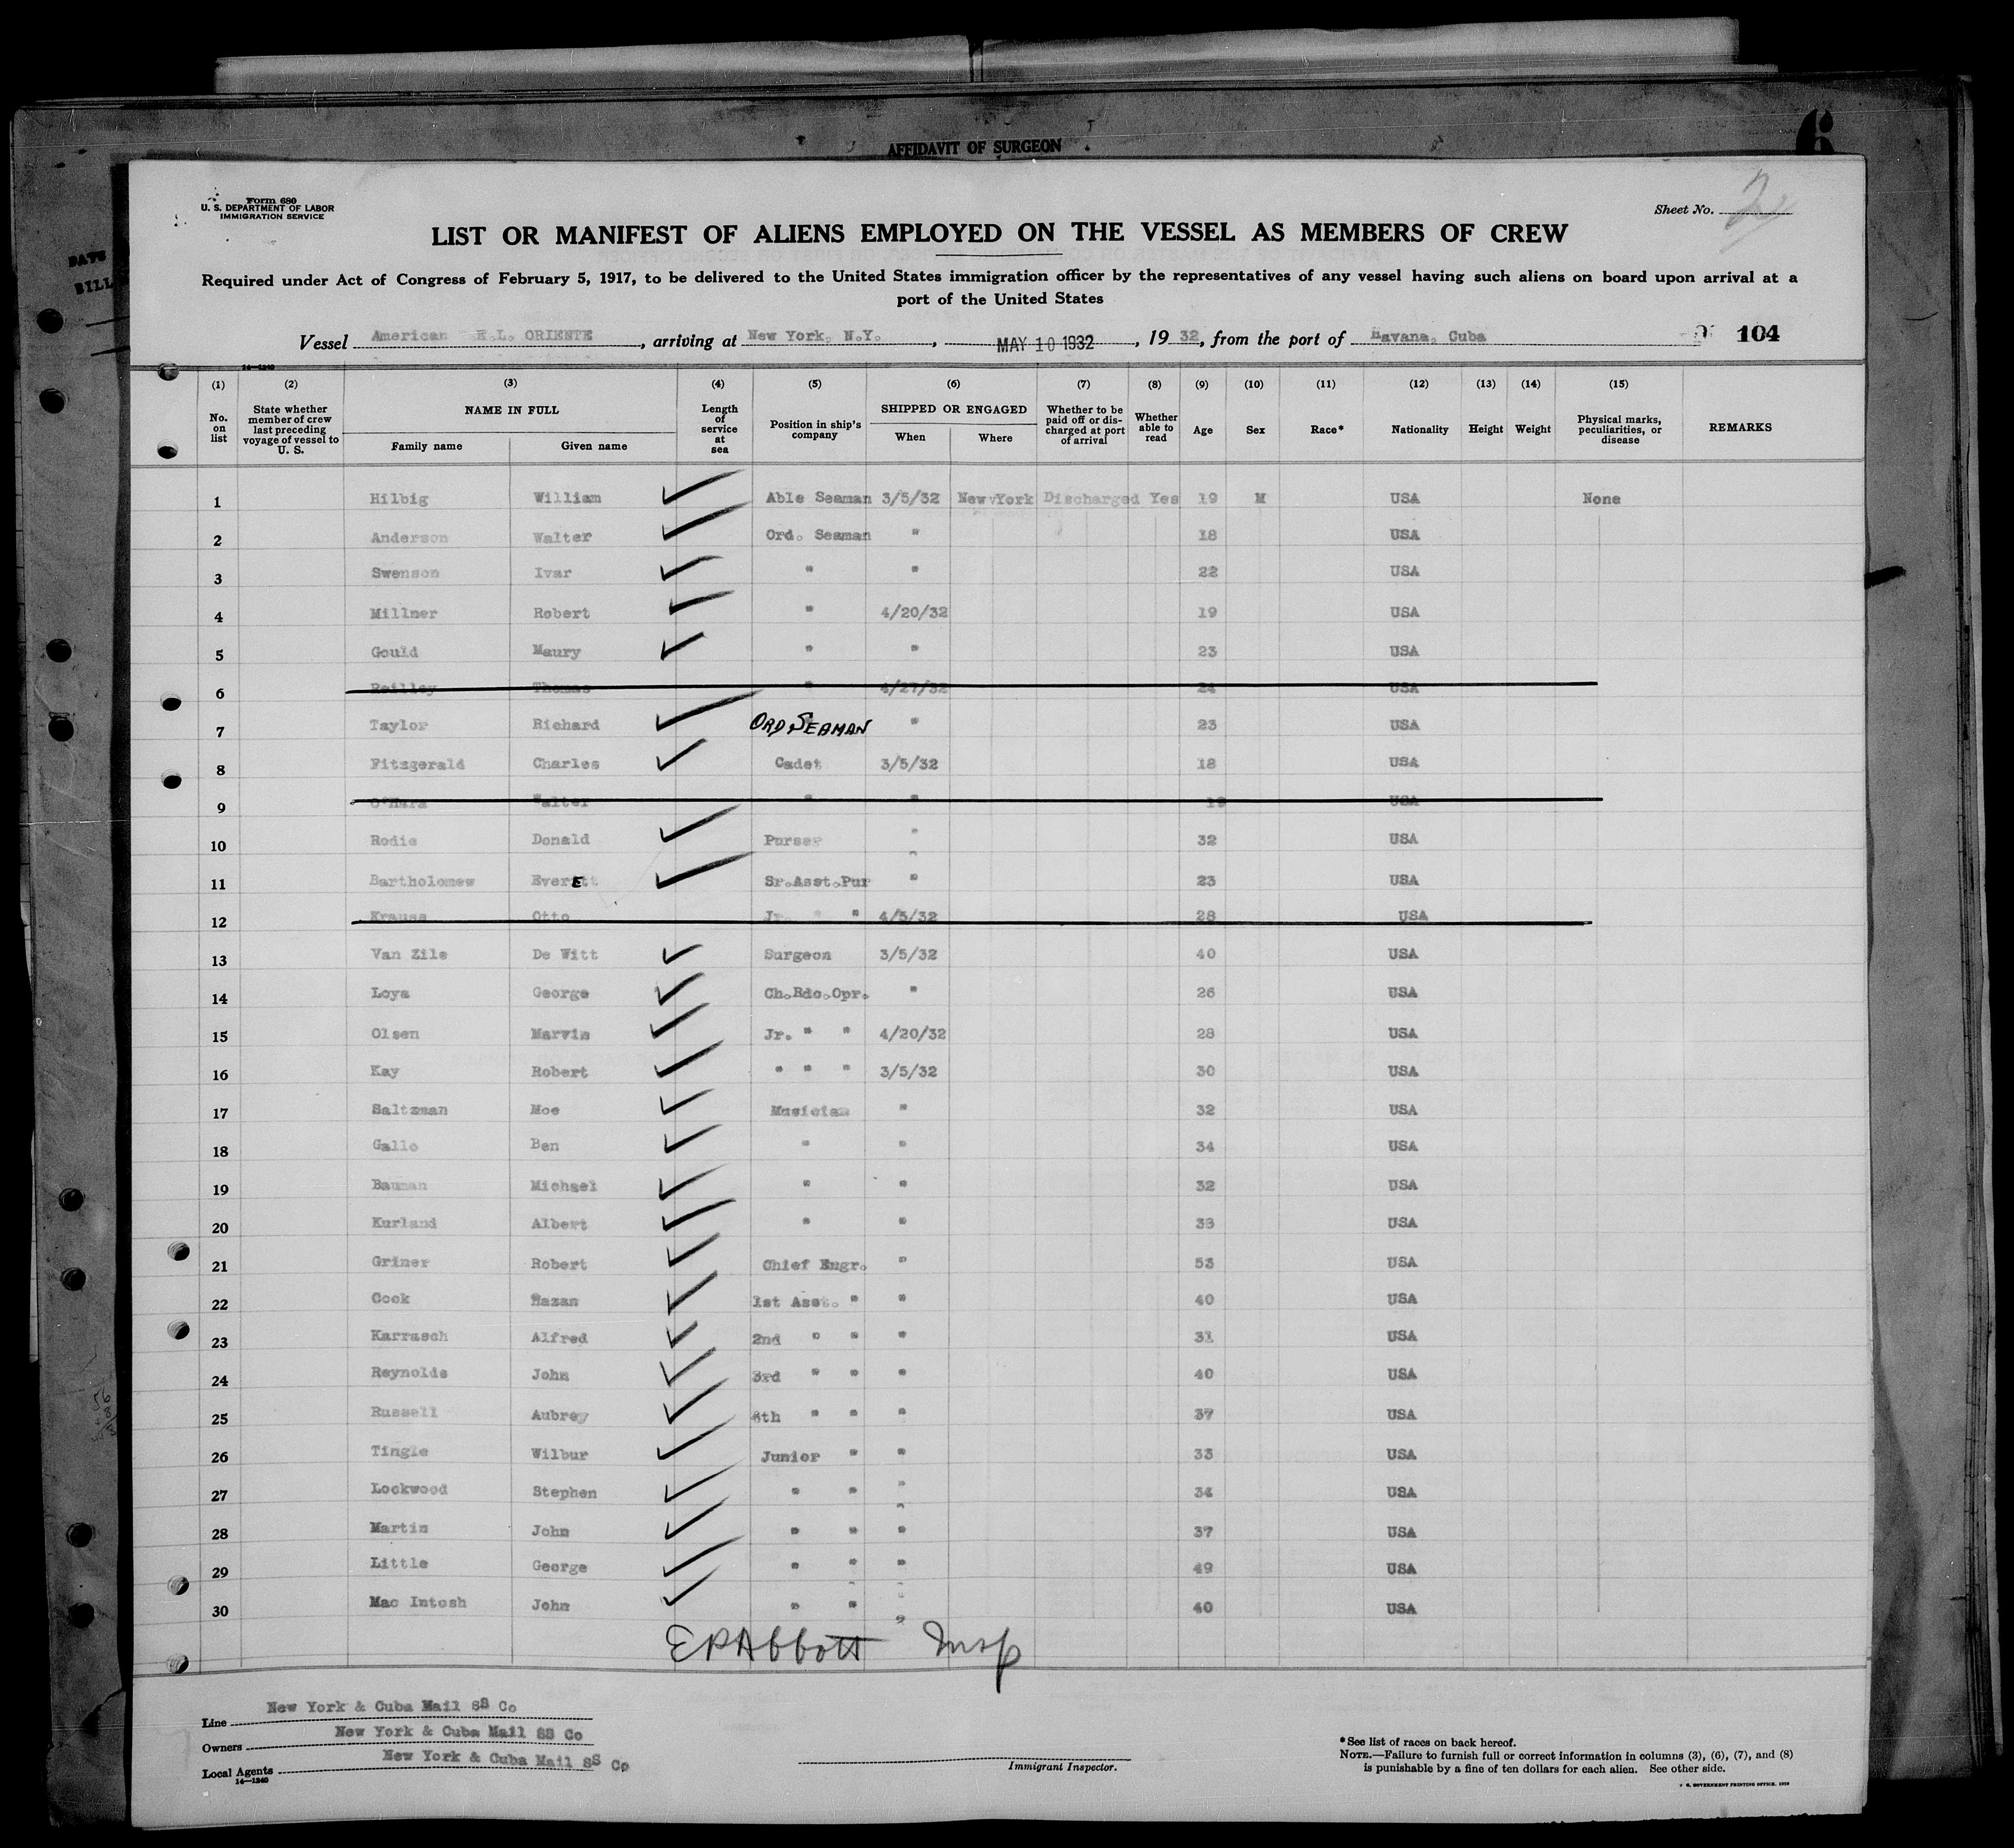 AFFIDAVIT OF SURGEON
6
Form 680
U. S. DEPARTMENT OF LABOR
IMMIGRATION SERVICE
Sheet No. 2
LIST OR MANIFEST OF ALIENS EMPLOYED ON THE VESSEL AS MEMBERS OF CREW
Required under Act of Congress of February 5, 1917, to be delivered to the United States immigration officer by the representatives of any vessel having such aliens on board upon arrival at a
port of the United States
DATE
BILL
Vessel American E.L. ORIENTE, arriving at New York, N.Y., MAY 10 1932, 19 32, from the port of Havana, Cuba 104
14—1240
(1) (2) (3) (4) (5) (6) (7) (8) (9) (10) (11) (12) (13) (14) (15)
No. on list State whether member of crew last preceding voyage of vessel to U. S. NAME IN FULL Family name Given name Length of service at sea Position in ship's company SHIPPED OR ENGAGED When Where Whether to be paid off or discharged at port of arrival Whether able to read Age Sex Race* Nationality Height Weight Physical marks, peculiarities, or disease REMARKS
1 Hilbig William ✓ Able Seaman 3/5/32 New York Discharged Yes 19 M USA None
2 Anderson Walter ✓ Ord. Seaman " 18 USA
3 Swenson Ivar ✓ " " 22 USA
4 Millner Robert ✓ " 4/20/32 19 USA
5 Gould Maury ✓ " " 23 USA
6 Reilley Thomas " 4/27/32 24 USA
7 Taylor Richard ✓ ORD SEAMAN " 23 USA
8 Fitzgerald Charles ✓ Cadet 3/5/32 18 USA
9 O'Hara Walter " " 19 USA
10 Rodie Donald ✓ Purser " 32 USA
11 Bartholomew EverEtt ✓ Sr.Asst.Pur " 23 USA
12 Krauss Otto Jr. " " 4/5/32 28 USA
13 Van Zile De Witt ✓ Surgeon 3/5/32 40 USA
14 Loya George ✓ Ch.Rdo.Opr. " 26 USA
15 Olsen Marvin ✓ Jr. " " 4/20/32 28 USA
16 Kay Robert ✓ " " " 3/5/32 30 USA
17 Saltzman Moe ✓ Musician " 32 USA
18 Gallo Ben ✓ " " 34 USA
19 Bauman Michael ✓ " " 32 USA
20 Kurland Albert ✓ " " 33 USA
21 Griner Robert ✓ Chief Engr. " 53 USA
22 Cook Hazan ✓ 1st Asst. " " 40 USA
23 Karrasch Alfred ✓ 2nd " " " 31 USA
24 Reynolds John ✓ 3rd " " " 40 USA
25 Russell Aubrey ✓ 4th " " " 37 USA
26 Tingle Wilbur ✓ Junior " " 33 USA
27 Lockwood Stephen ✓ " " " 34 USA
28 Martin John ✓ " " " 37 USA
29 Little George ✓ " " " 49 USA
30 Mac Intosh John ✓ " " " 40 USA
E P Abbott Insp
Line New York & Cuba Mail SS Co
Owners New York & Cuba Mail SS Co
Local Agents New York & Cuba Mail SS Co
14—1240
Immigrant Inspector.
*See list of races on back hereof.
NOTE.—Failure to furnish full or correct information in columns (3), (6), (7), and (8)
is punishable by a fine of ten dollars for each alien. See other side.
GOVERNMENT PRINTING OFFICE